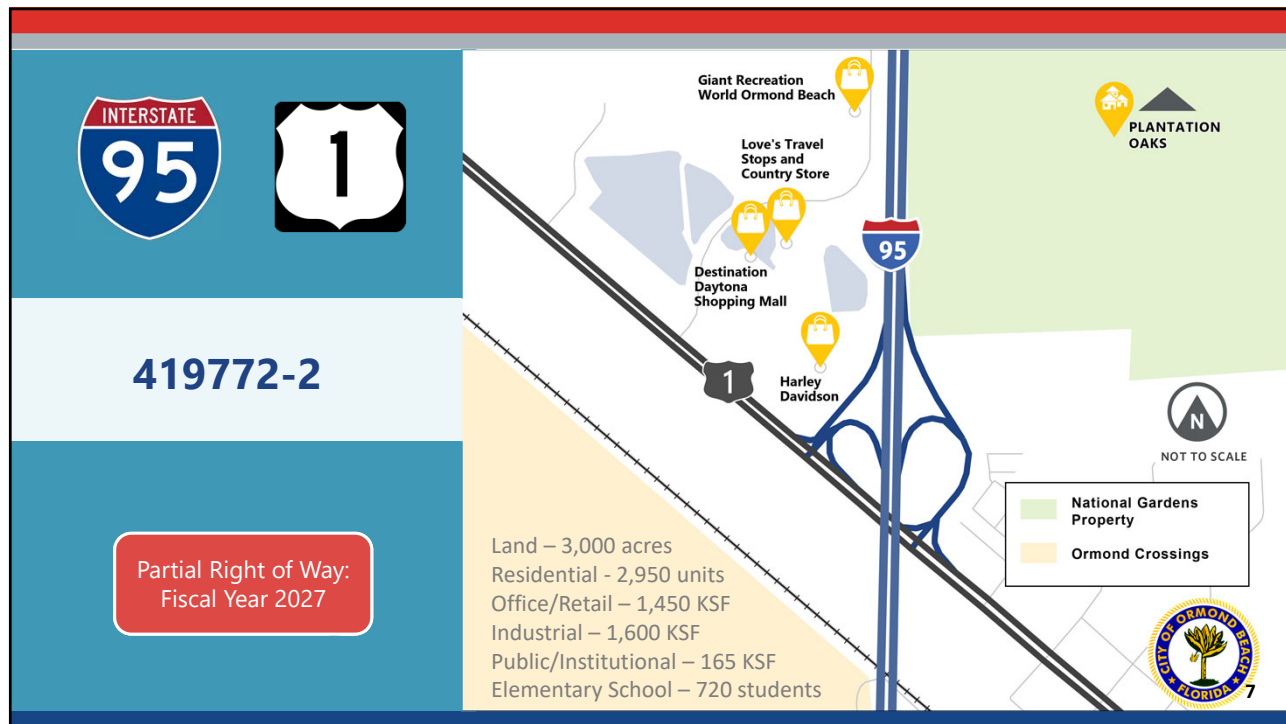 INTERSTATE
95
1
419772-2
Partial Right of Way:
Fiscal Year 2027
Giant Recreation
World Ormond Beach
Love's Travel
Stops and
Country Store
Destination
Daytona
Shopping Mall
Harley
Davidson
1
95
PLANTATION
OAKS
N
NOT TO SCALE
National Gardens
Property
Ormond Crossings
Land – 3,000 acres
Residential - 2,950 units
Office/Retail – 1,450 KSF
Industrial – 1,600 KSF
Public/Institutional – 165 KSF
Elementary School – 720 students
CITY OF ORMOND BEACH
FLORIDA
7